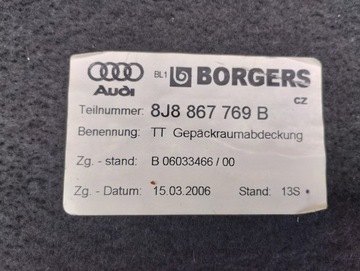 BL1 BORGERS
Audi
CZ
Teilnummer: 8J8 867 769 B
Benennung: TT Gepäckraumabdeckung
Zg. - stand: B 06033466 / 00
Zg. - Datum: 15.03.2006 Stand: 13S